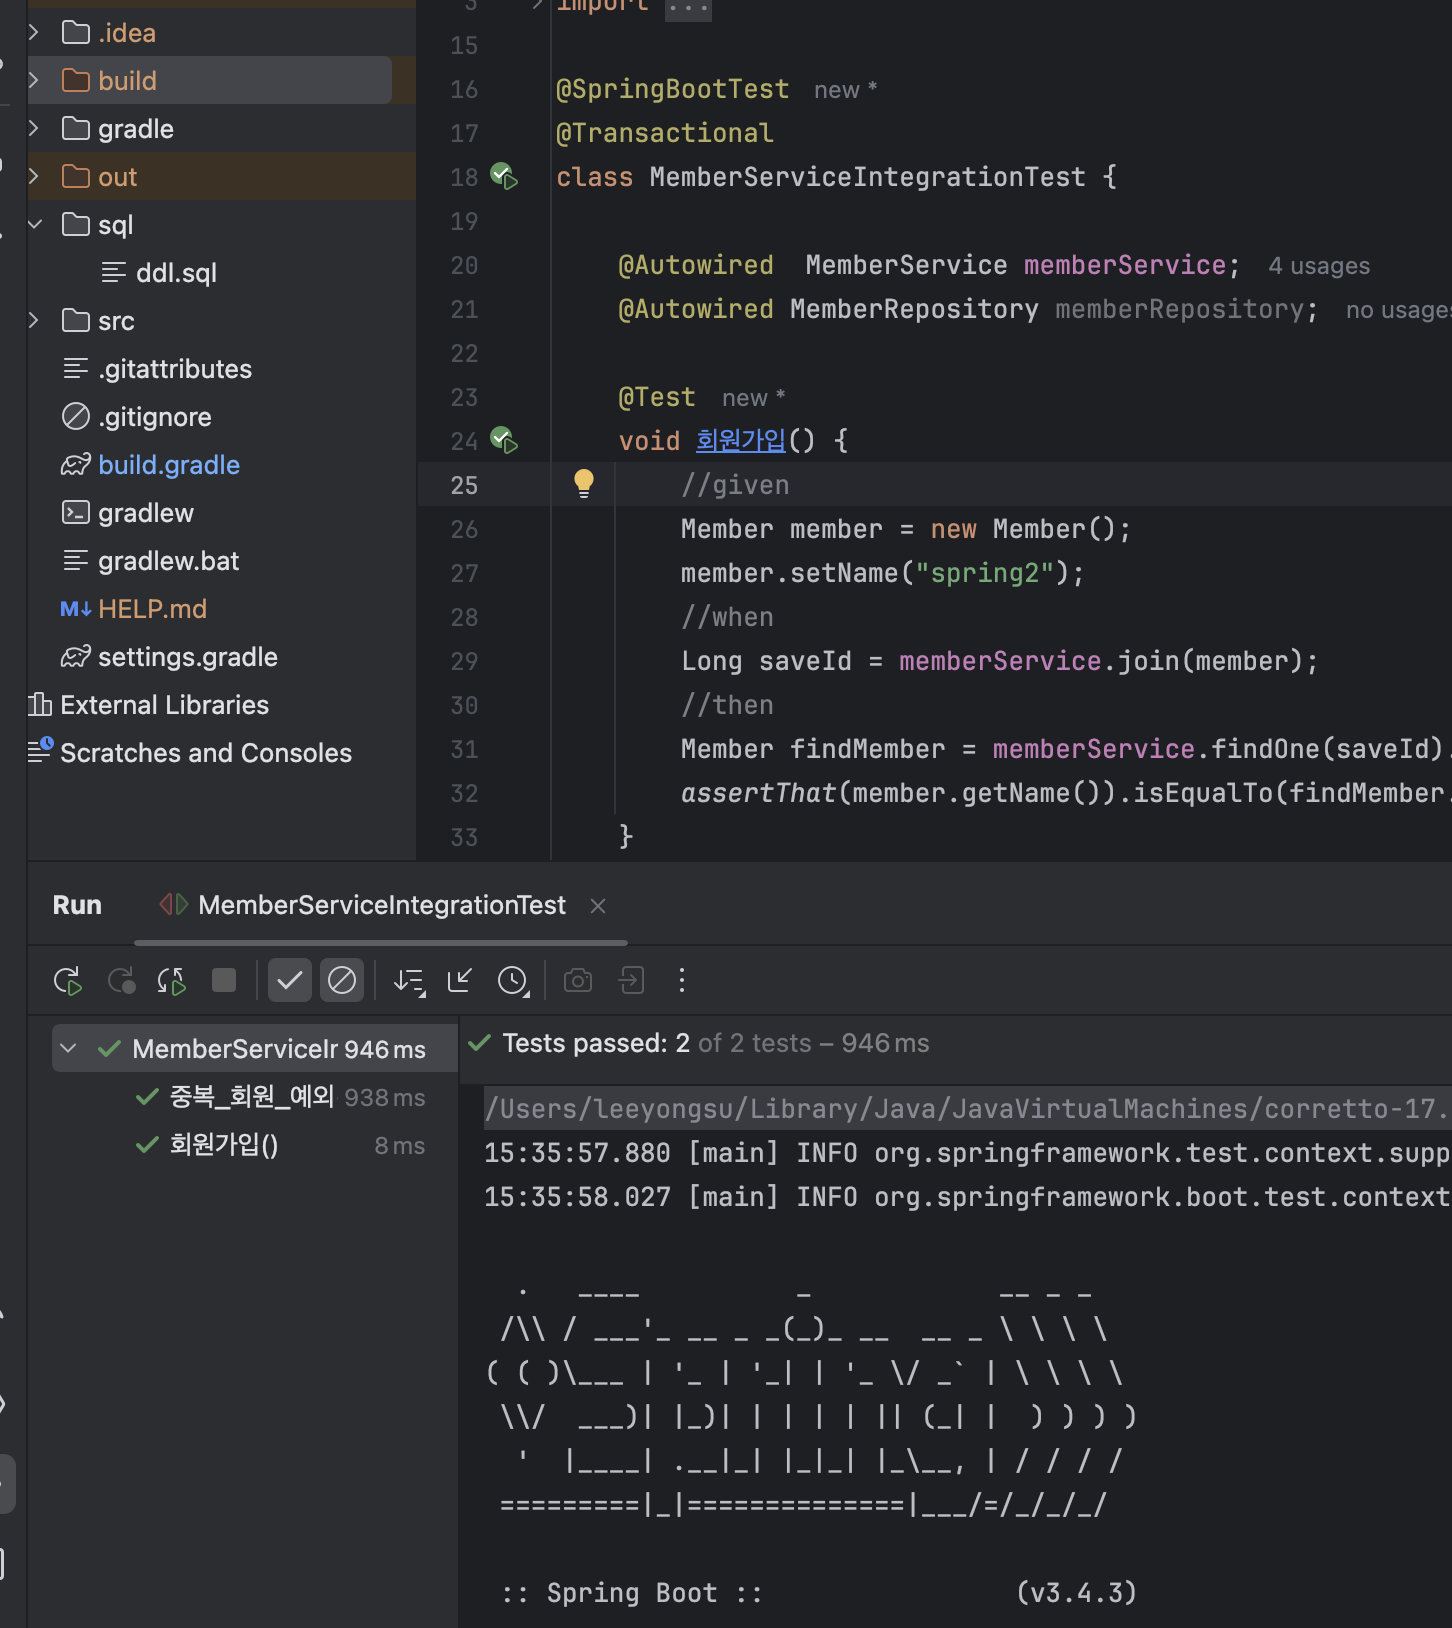 .idea
build
gradle
out
sql
ddl.sql
src
.gitattributes
.gitignore
build.gradle
gradlew
gradlew.bat
HELP.md
settings.gradle
External Libraries
Scratches and Consoles
3 import ...
15
16 @SpringBootTest new *
17 @Transactional
18 class MemberServiceIntegrationTest {
19
20 @Autowired  MemberService memberService; 4 usages
21 @Autowired MemberRepository memberRepository; no usages
22
23 @Test new *
24 void 회원가입() {
25 //given
26 Member member = new Member();
27 member.setName("spring2");
28 //when
29 Long saveId = memberService.join(member);
30 //then
31 Member findMember = memberService.findOne(saveId).
32 assertThat(member.getName()).isEqualTo(findMember.
33 }
Run MemberServiceIntegrationTest
MemberServiceIr 946 ms
중복_회원_예외 938 ms
회원가입() 8 ms
Tests passed: 2 of 2 tests – 946 ms
/Users/leeyongsu/Library/Java/JavaVirtualMachines/corretto-17.
15:35:57.880 [main] INFO org.springframework.test.context.supp
15:35:58.027 [main] INFO org.springframework.boot.test.context
  .   ____          _            __ _ _
 /\\ / ___'_ __ _ _(_)_ __  __ _ \ \ \ \
( ( )\___ | '_ | '_| | '_ \/ _` | \ \ \ \
 \\/  ___)| |_)| | | | | || (_| |  ) ) ) )
  '  |____| .__|_| |_|_| |_\__, | / / / /
 =========|_|==============|___/=/_/_/_/
 :: Spring Boot ::                (v3.4.3)